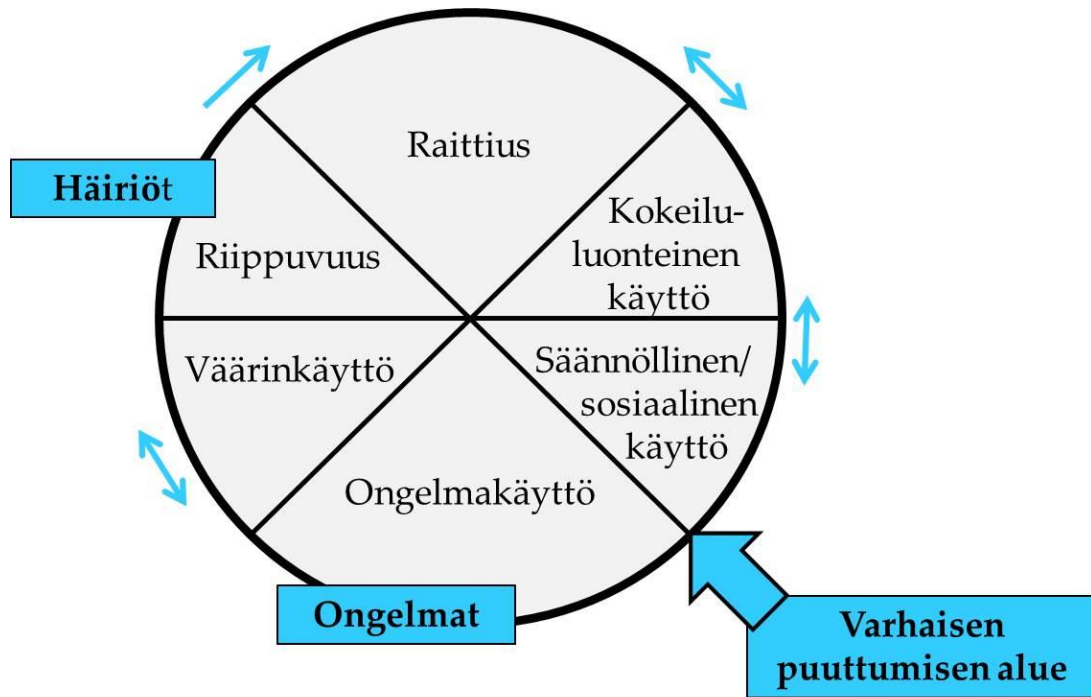 Raittius
Häiriöt
Kokeilu-
luonteinen
käyttö
Riippuvuus
Väärinkäyttö
Säännöllinen/
sosiaalinen
käyttö
Ongelmakäyttö
Ongelmat
Varhaisen
puuttumisen alue